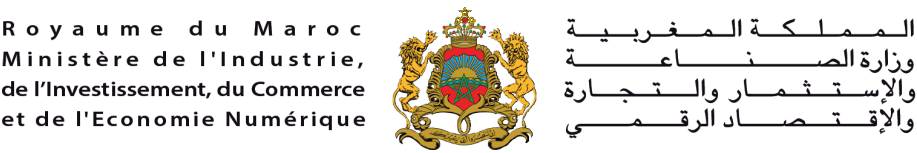 Royaume du Maroc
Ministère de l'Industrie,
de l’Investissement, du Commerce
et de l'Economie Numérique
المملكة المغربية
وزارة الصناعة
والإستثمار والتجارة
والإقتصاد الرقمي